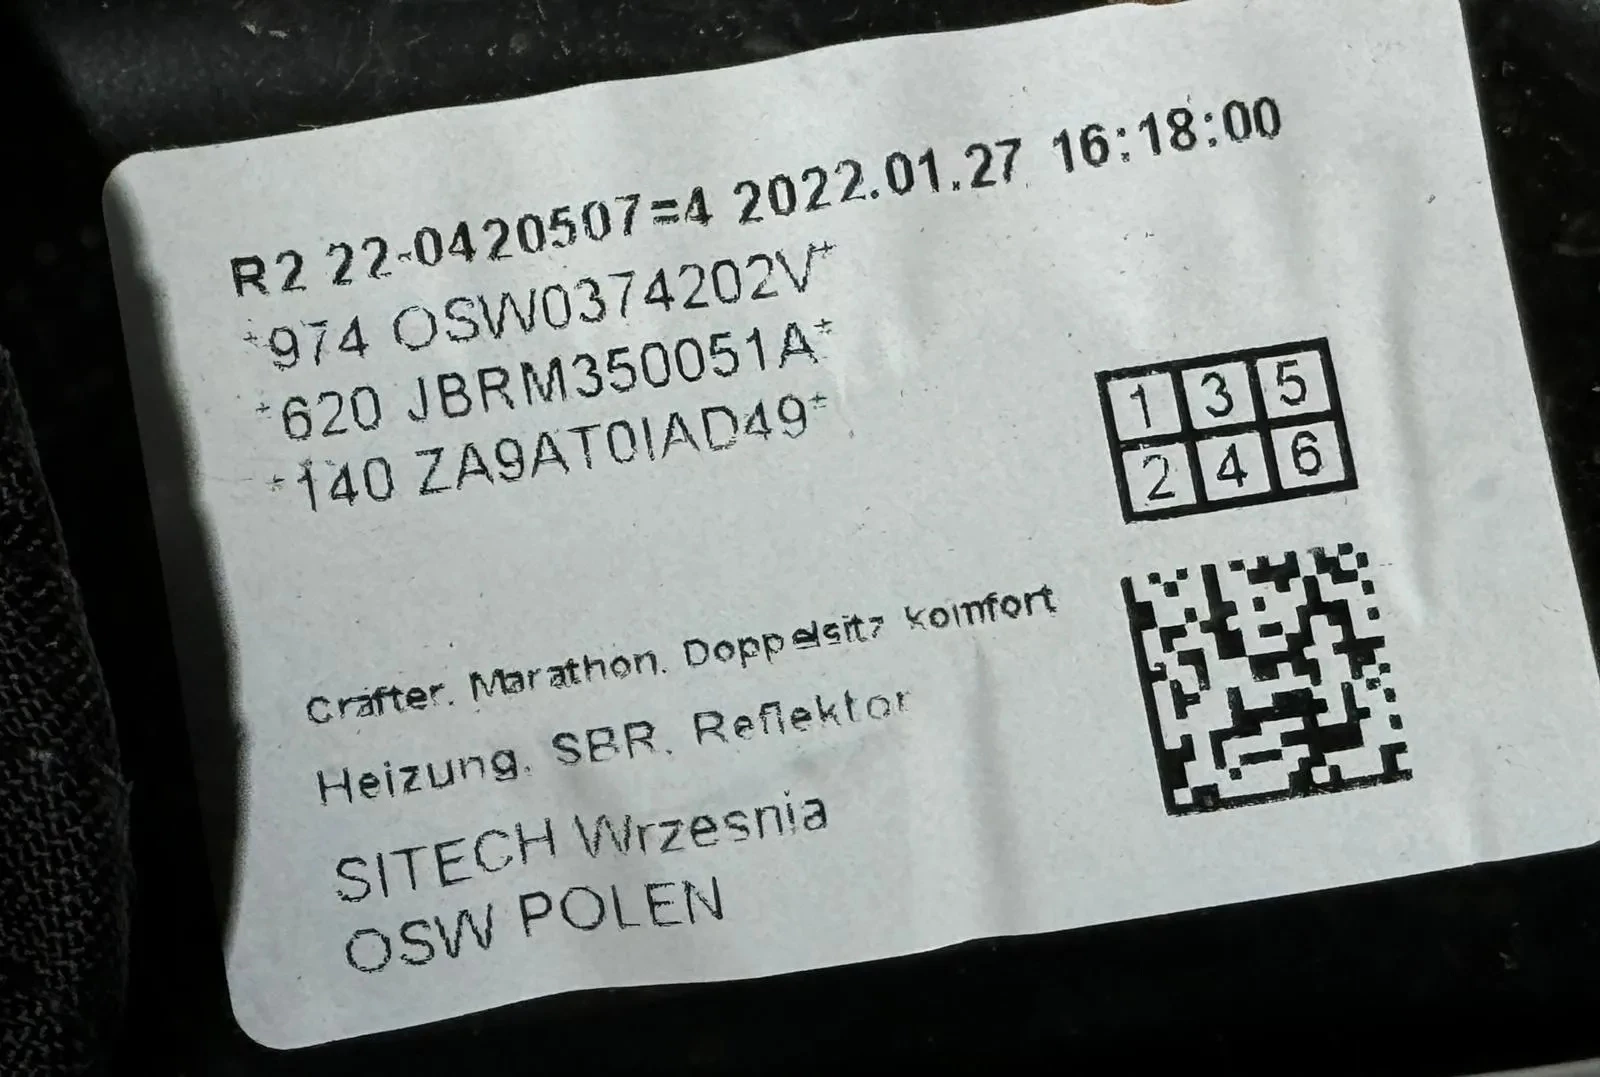 R2 22-0420507=4 2022.01.27 16:18:00
*974 OSW0374202V*
*620 JBRM350051A*
*140 ZA9AT0IAD49*
1 3 5
2 4 6
Crafter. Marathon. Doppelsitz komfort
Heizung. SBR. Reflektor
SITECH Wrzesnia
OSW POLEN